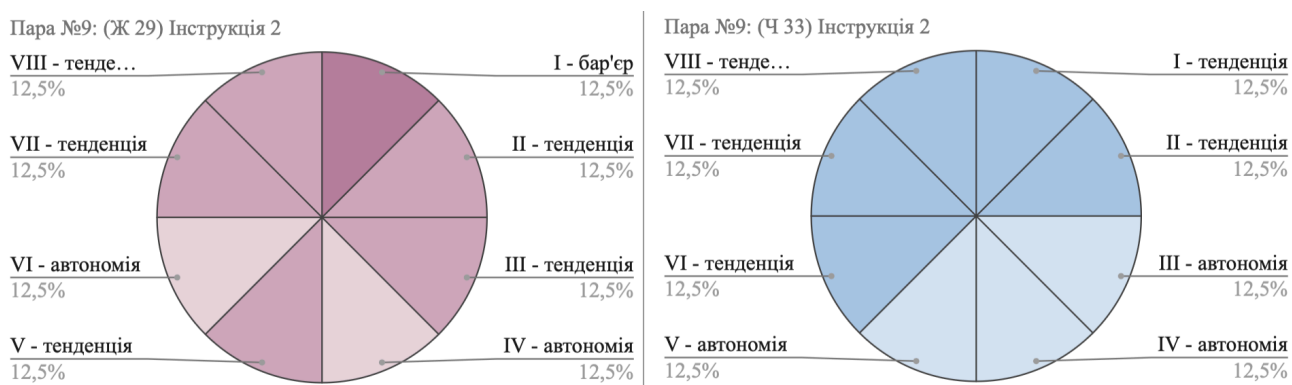 Пара №9: (Ж 29) Інструкція 2
VIII - тенде…
12,5%
I - бар'єр
12,5%
VII - тенденція
12,5%
II - тенденція
12,5%
VI - автономія
12,5%
III - тенденція
12,5%
V - тенденція
12,5%
IV - автономія
12,5%
Пара №9: (Ч 33) Інструкція 2
VIII - тенде…
12,5%
I - тенденція
12,5%
VII - тенденція
12,5%
II - тенденція
12,5%
VI - тенденція
12,5%
III - автономія
12,5%
V - автономія
12,5%
IV - автономія
12,5%